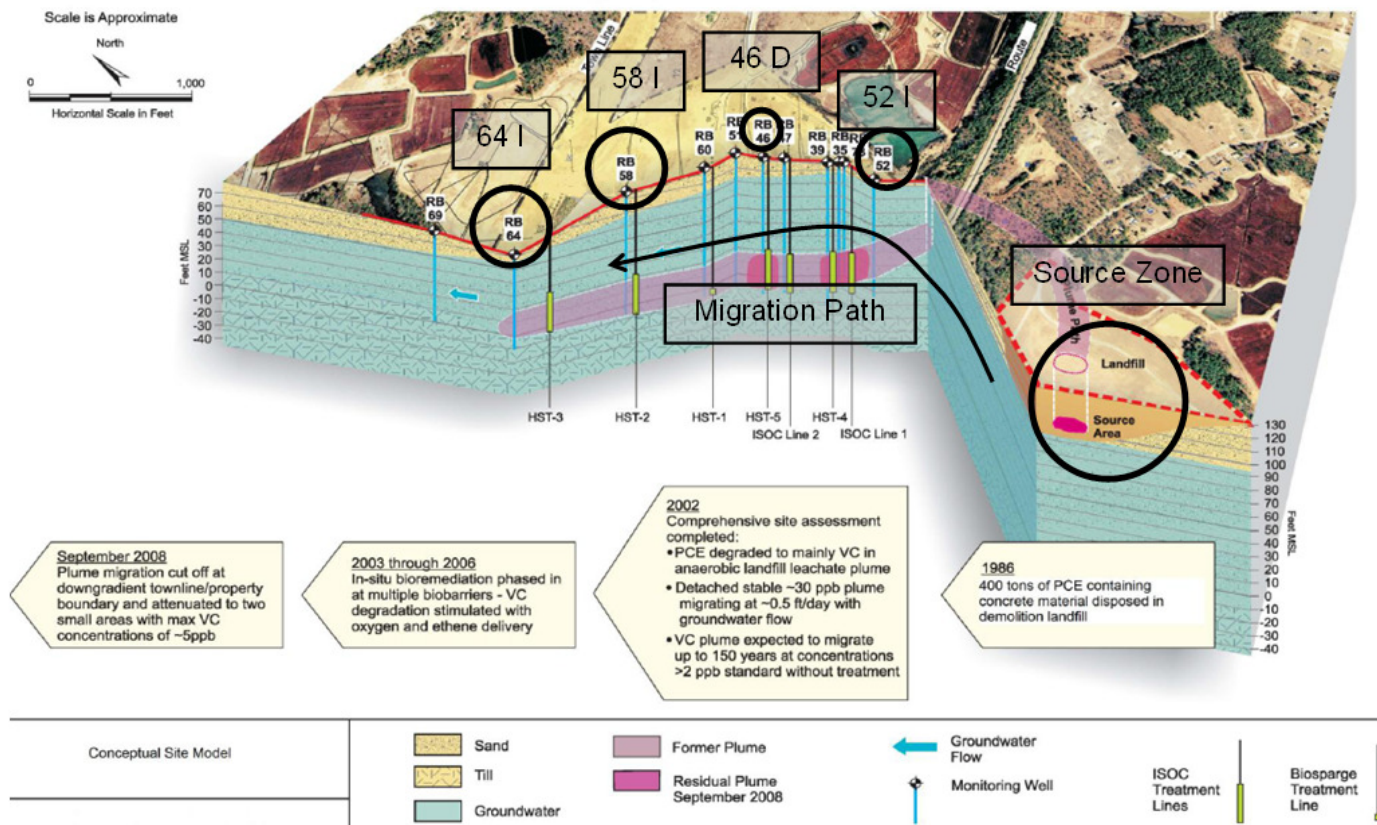 Scale is Approximate
North
0 1,000
Horizontal Scale in Feet
Line
Route
58 I
46 D
52 I
64 I
RB
69
RB
64
RB
58
RB
60
RB
51
RB
46
RB
47
RB
39
RB
35
RB
RB
52
70
60
50
40
30
20
10
0
-10
-20
-30
-40
Feet MSL
Migration Path
Source Zone
Plume Path
Landfill
Source
Area
130
120
110
100
90
80
70
60
50
40
30
20
10
0
-10
-20
-30
-40
Feet MSL
HST-3
HST-2
HST-1
HST-5
HST-4
ISOC Line 2
ISOC Line 1
September 2008
Plume migration cut off at
downgradient townline/property
boundary and attenuated to two
small areas with max VC
concentrations of ~5ppb
2003 through 2006
In-situ bioremediation phased in
at multiple biobarriers - VC
degradation stimulated with
oxygen and ethene delivery
2002
Comprehensive site assessment
completed:
•PCE degraded to mainly VC in
anaerobic landfill leachate plume
• Detached stable ~30 ppb plume
migrating at ~0.5 ft/day with
groundwater flow
•VC plume expected to migrate
up to 150 years at concentrations
>2 ppb standard without treatment
1986
400 tons of PCE containing
concrete material disposed in
demolition landfill
Conceptual Site Model
Sand
Till
Groundwater
Former Plume
Residual Plume
September 2008
Groundwater
Flow
Monitoring Well
ISOC
Treatment
Lines
Biosparge
Treatment
Line